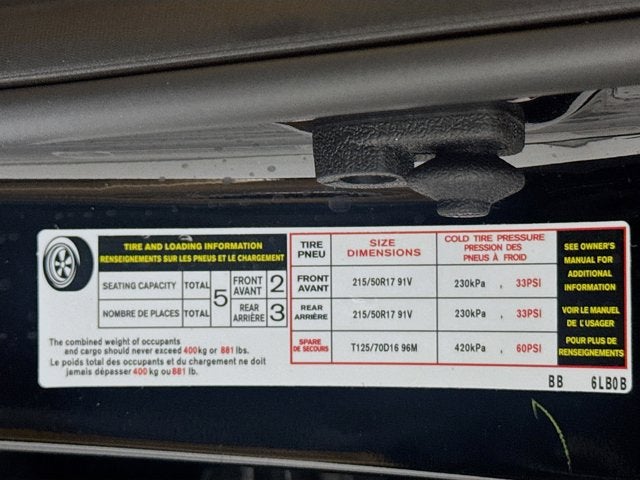 TIRE AND LOADING INFORMATION
RENSEIGNEMENTS SUR LES PNEUS ET LE CHARGEMENT
SEATING CAPACITY TOTAL 5 FRONT AVANT 2
NOMBRE DE PLACES TOTAL REAR ARRIÈRE 3
The combined weight of occupants
and cargo should never exceed 400 kg or 881 lbs.
Le poids total des occupants et du chargement ne doit
jamais dépasser 400 kg ou 881 lb.
TIRE PNEU
SIZE
DIMENSIONS
COLD TIRE PRESSURE
PRESSION DES
PNEUS À FROID
FRONT AVANT 215/50R17 91V 230kPa , 33PSI
REAR ARRIÈRE 215/50R17 91V 230kPa , 33PSI
SPARE DE SECOURS T125/70D16 96M 420kPa , 60PSI
SEE OWNER'S
MANUAL FOR
ADDITIONAL
INFORMATION
VOIR LE MANUEL
DE L'USAGER
POUR PLUS DE
RENSEIGNEMENTS
BB 6LB0B